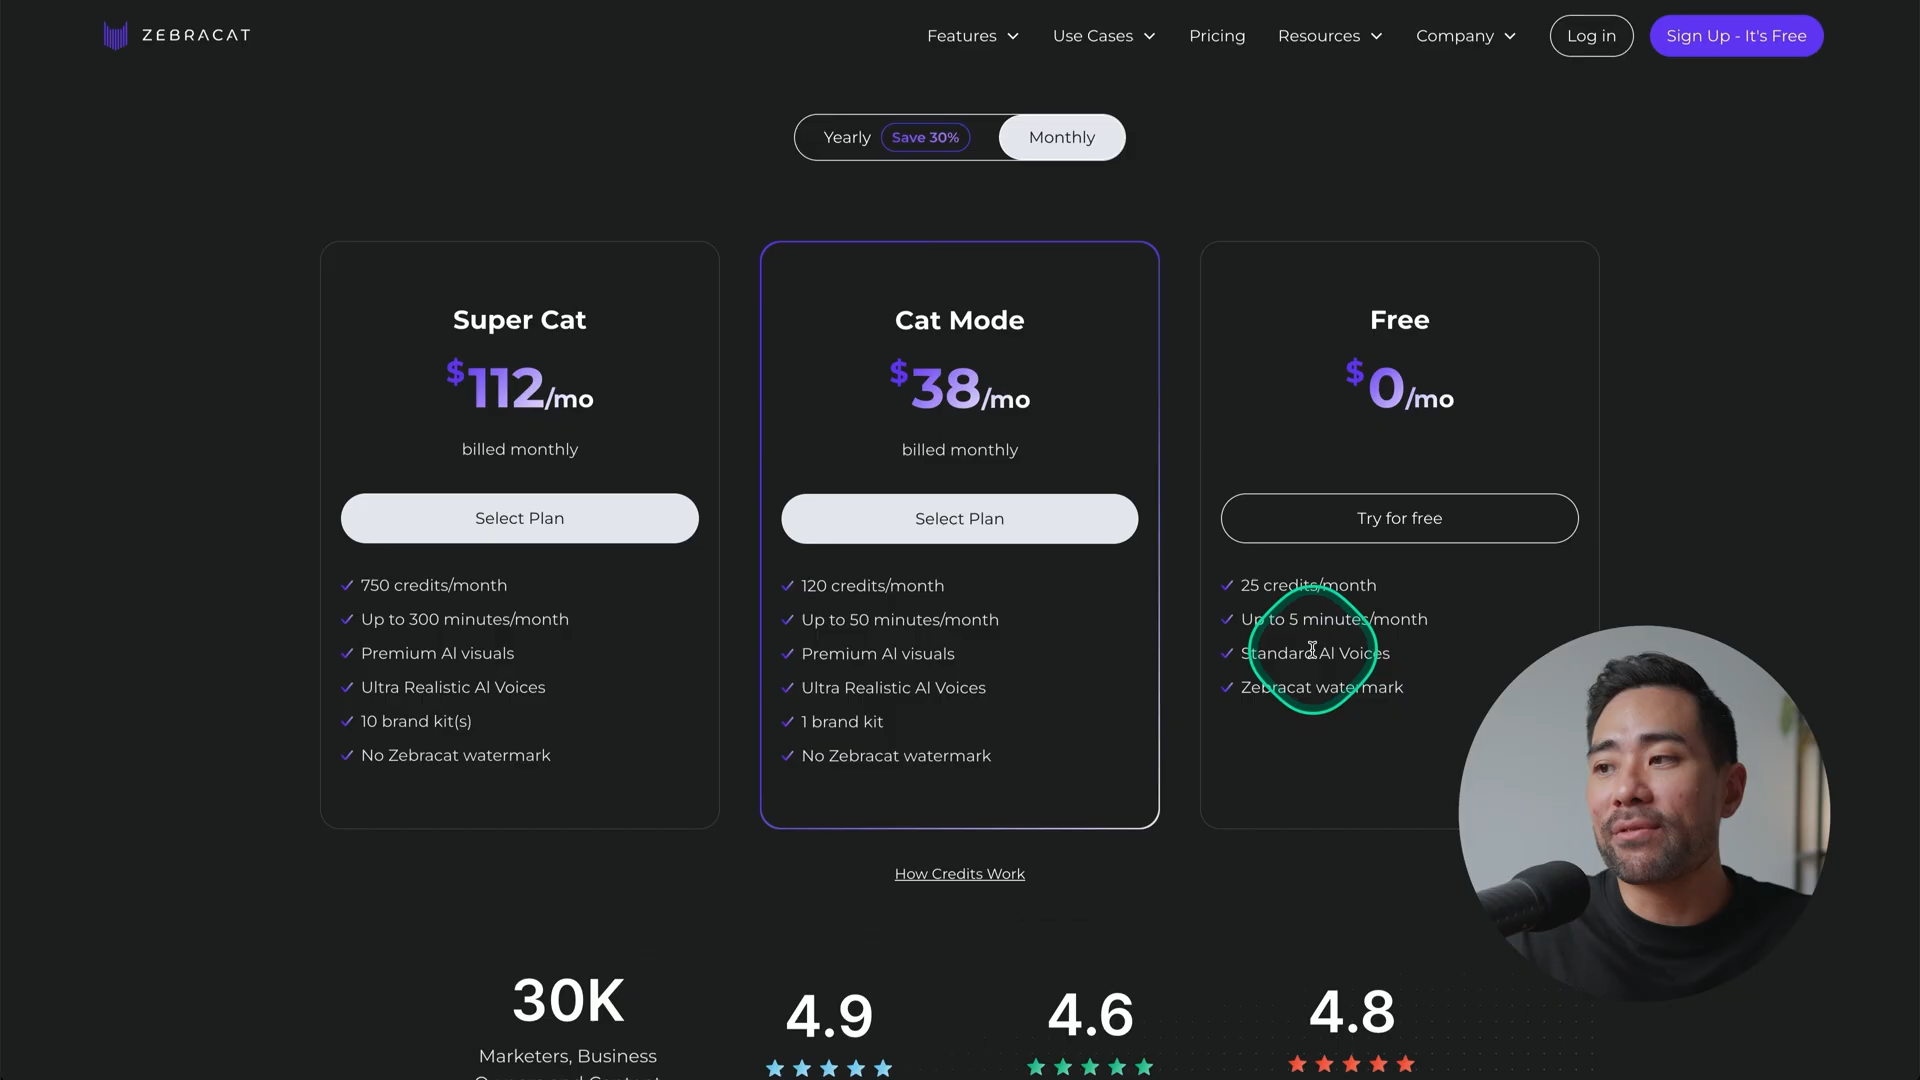 ZEBRACAT
Features
Use Cases
Pricing
Resources
Company
Log in
Sign Up - It's Free
Yearly
Save 30%
Monthly
Super Cat
$112/mo
billed monthly
Select Plan
750 credits/month
Up to 300 minutes/month
Premium AI visuals
Ultra Realistic AI Voices
10 brand kit(s)
No Zebracat watermark
Cat Mode
$38/mo
billed monthly
Select Plan
120 credits/month
Up to 50 minutes/month
Premium AI visuals
Ultra Realistic AI Voices
1 brand kit
No Zebracat watermark
Free
$0/mo
Try for free
25 credits/month
Up to 5 minutes/month
Standard AI Voices
Zebracat watermark
How Credits Work
30K
Marketers, Business
4.9
4.6
4.8